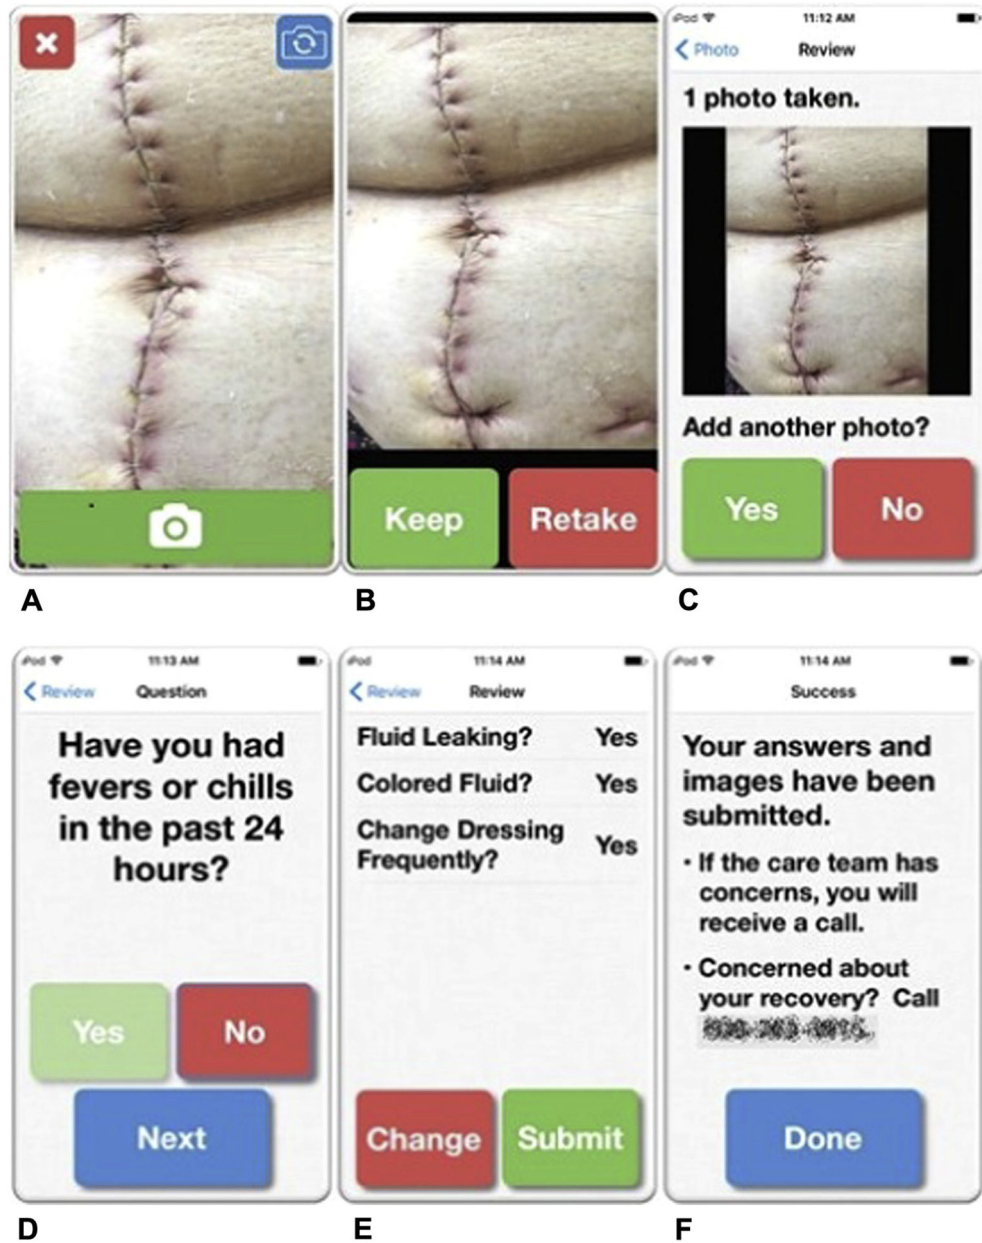 Keep
Retake
A
B
iPod
11:12 AM
Photo
Review
1 photo taken.
Add another photo?
Yes
No
C
iPod
11:13 AM
Review
Question
Have you had
fevers or chills
in the past 24
hours?
Yes
No
Next
D
iPod
11:14 AM
Review
Review
Fluid Leaking? Yes
Colored Fluid? Yes
Change Dressing
Frequently? Yes
Change
Submit
E
iPod
11:14 AM
Success
Your answers and
images have been
submitted.
· If the care team has
concerns, you will
receive a call.
· Concerned about
your recovery? Call
Done
F